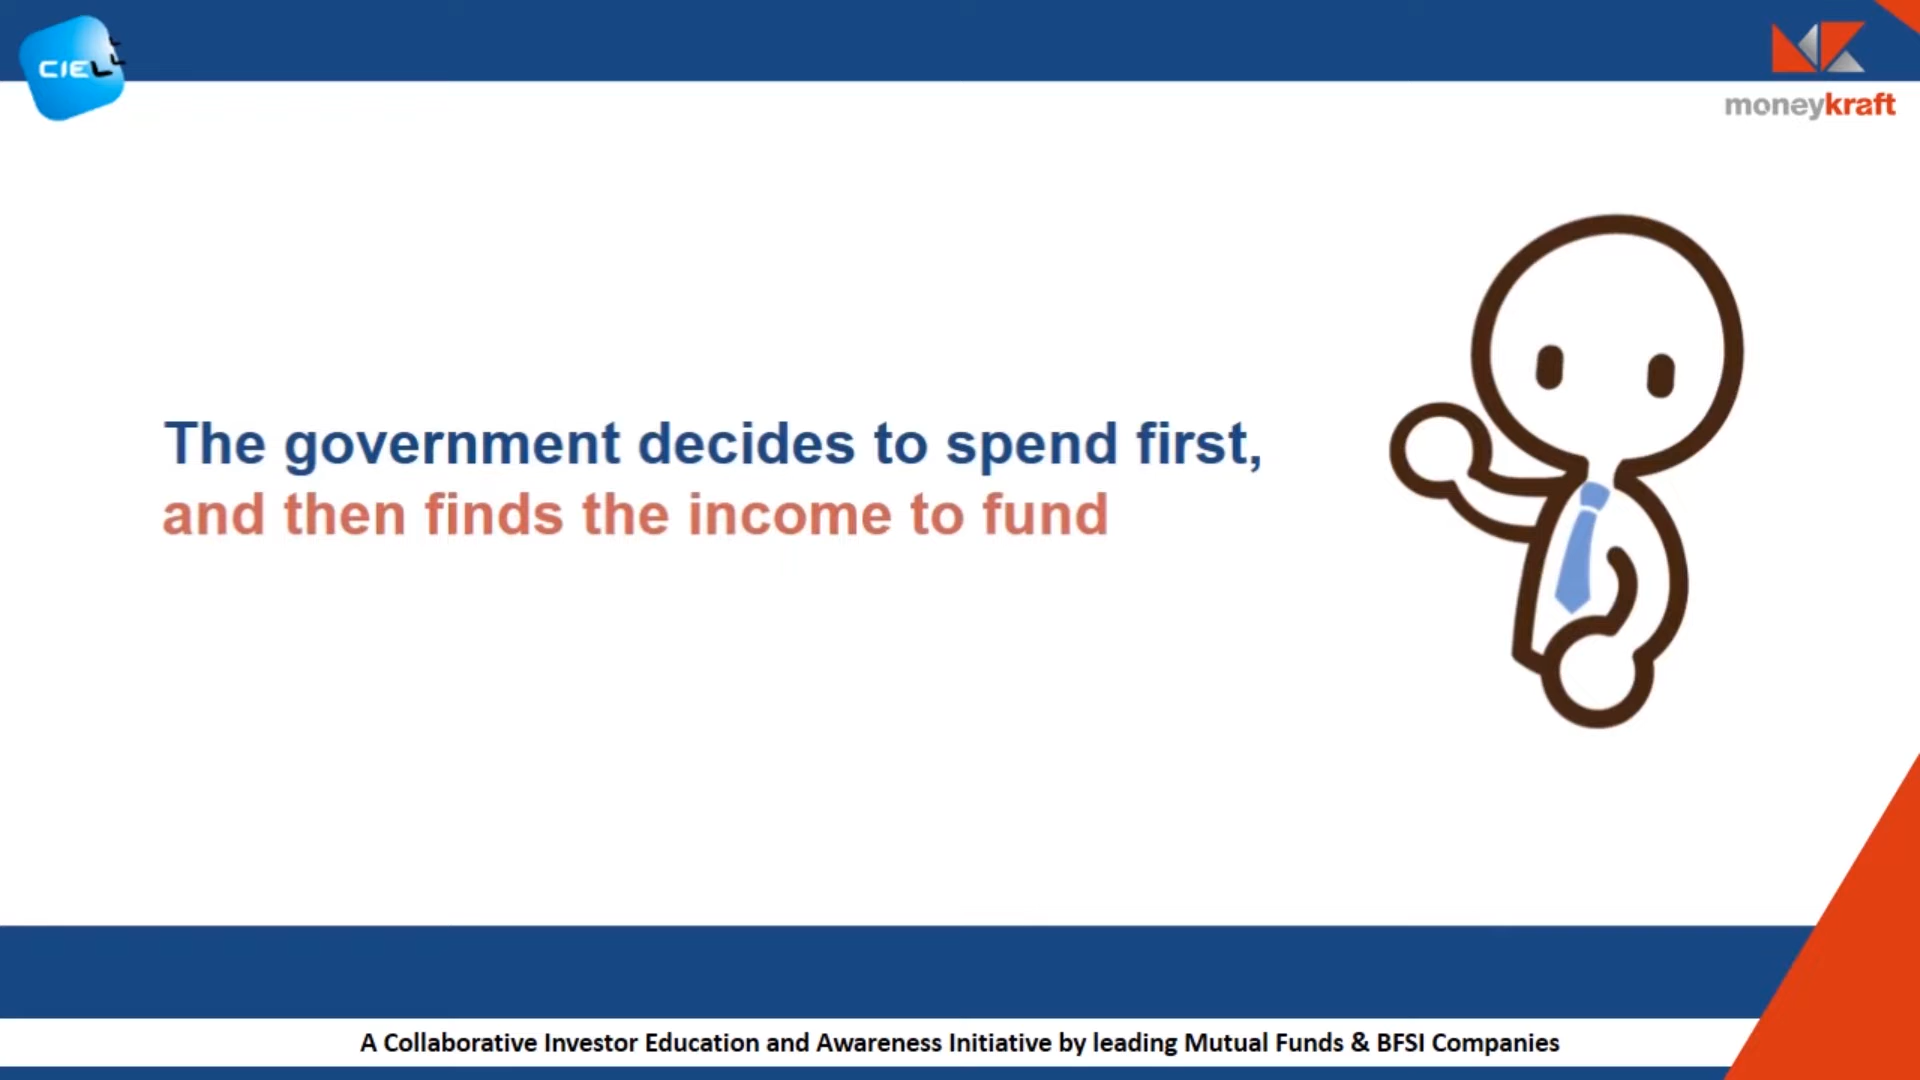 CIELL
moneykraft
The government decides to spend first,
and then finds the income to fund
A Collaborative Investor Education and Awareness Initiative by leading Mutual Funds & BFSI Companies